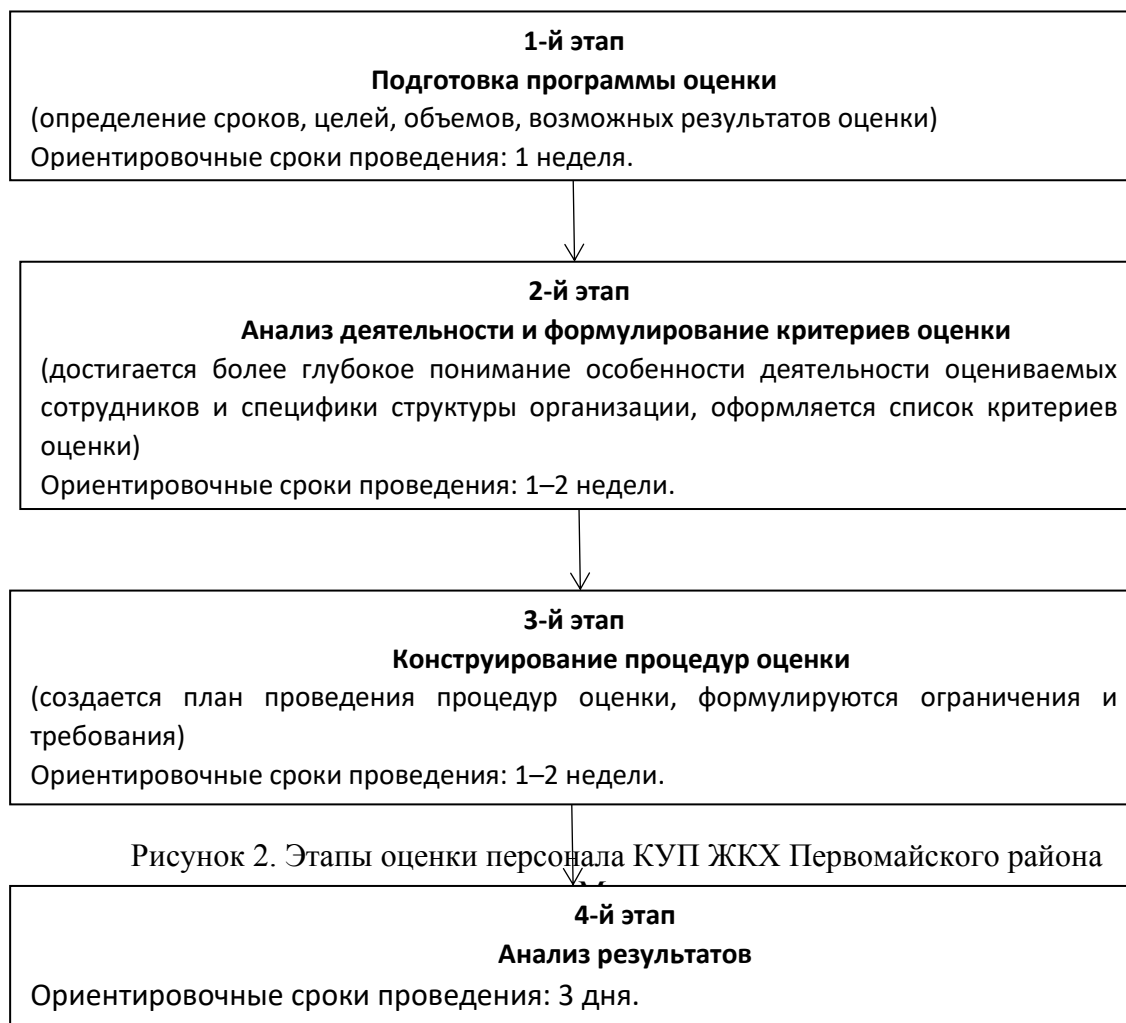 1-й этап
Подготовка программы оценки
(определение сроков, целей, объемов, возможных результатов оценки)
Ориентировочные сроки проведения: 1 неделя.
2-й этап
Анализ деятельности и формулирование критериев оценки
(достигается более глубокое понимание особенности деятельности оцениваемых
сотрудников и специфики структуры организации, оформляется список критериев
оценки)
Ориентировочные сроки проведения: 1–2 недели.
3-й этап
Конструирование процедур оценки
(создается план проведения процедур оценки, формулируются ограничения и
требования)
Ориентировочные сроки проведения: 1–2 недели.
Рисунок 2. Этапы оценки персонала КУП ЖКХ Первомайского района
4-й этап
Анализ результатов
Ориентировочные сроки проведения: 3 дня.